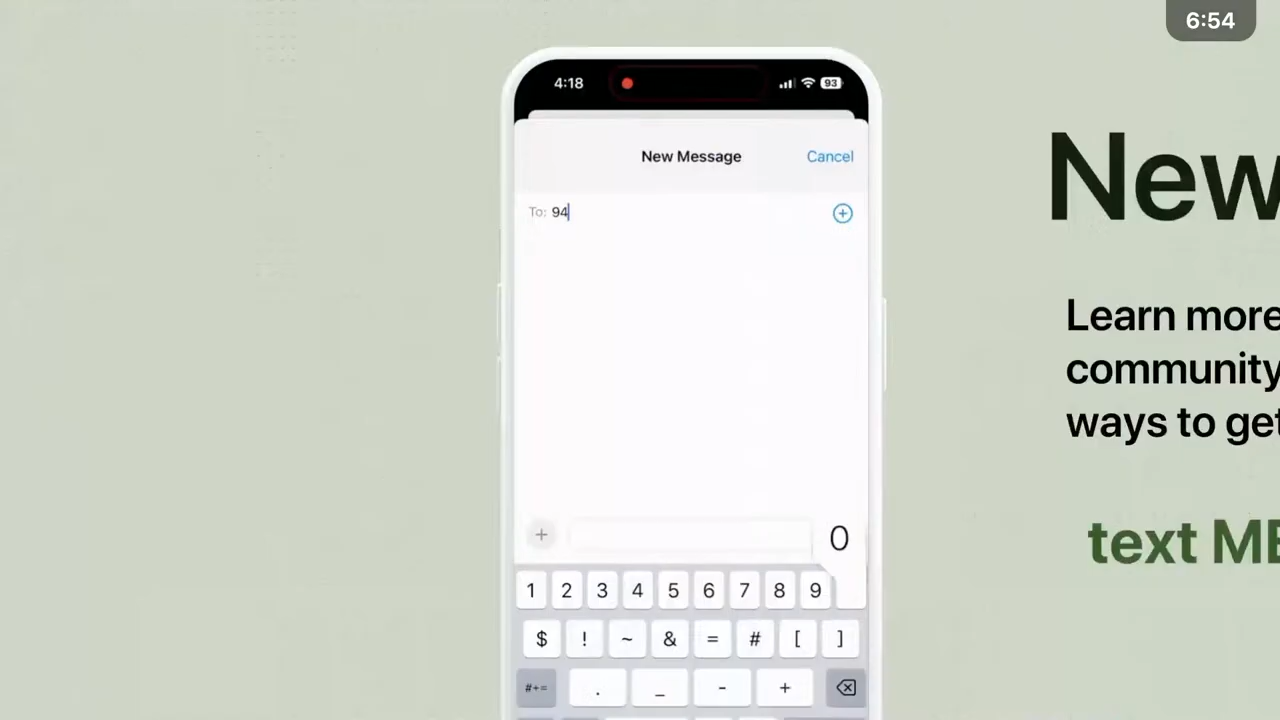 6:54
4:18
93
New Message
Cancel
To: 94
0
1 2 3 4 5 6 7 8 9
$ ! ~ & = # [ ]
#+= . _ - +
New
Learn more
community
ways to get
text ME